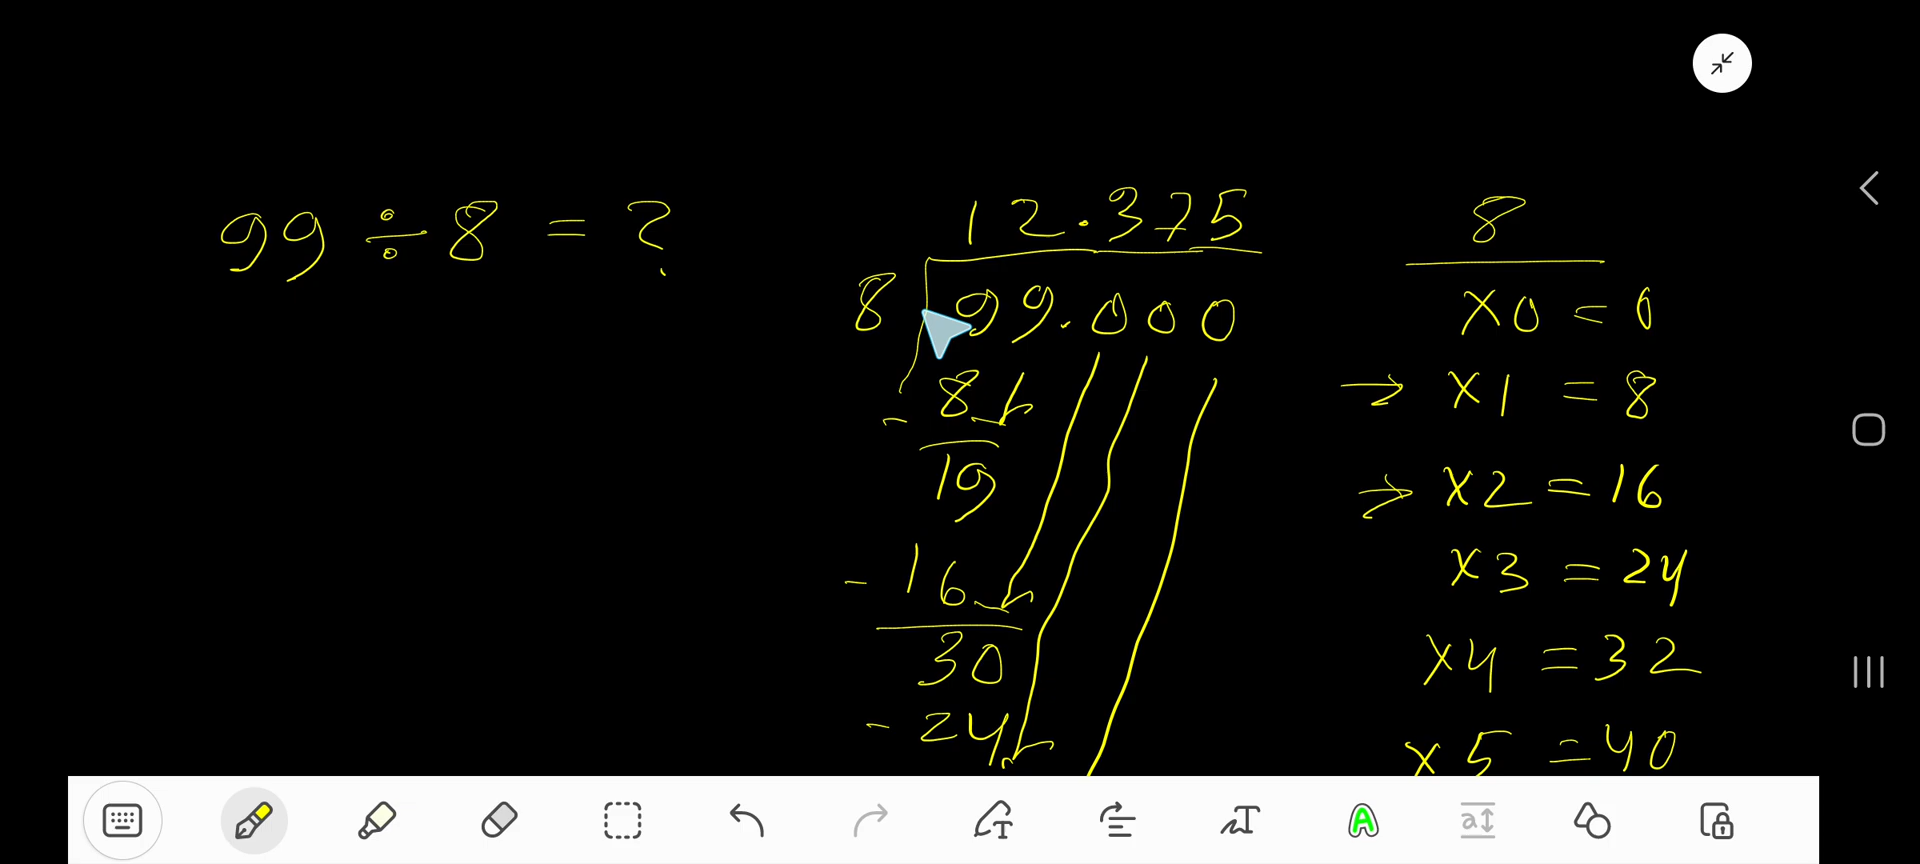 99 ÷ 8 = ?
12.375
8 99.000
- 8
19
- 16
30
- 24
8
x0 = 0
→ x1 = 8
→ x2 = 16
x3 = 24
x4 = 32
x5 = 40
T T A a